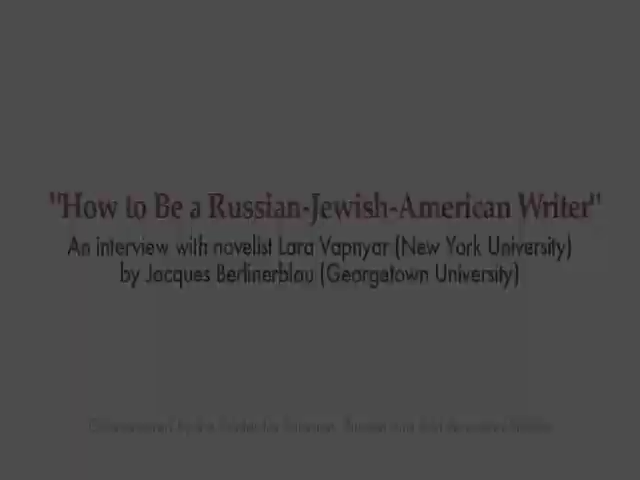 "How to Be a Russian-Jewish-American Writer"
An interview with novelist Lara Vapnyar (New York University)
by Jacques Berlinerblau (Georgetown University)